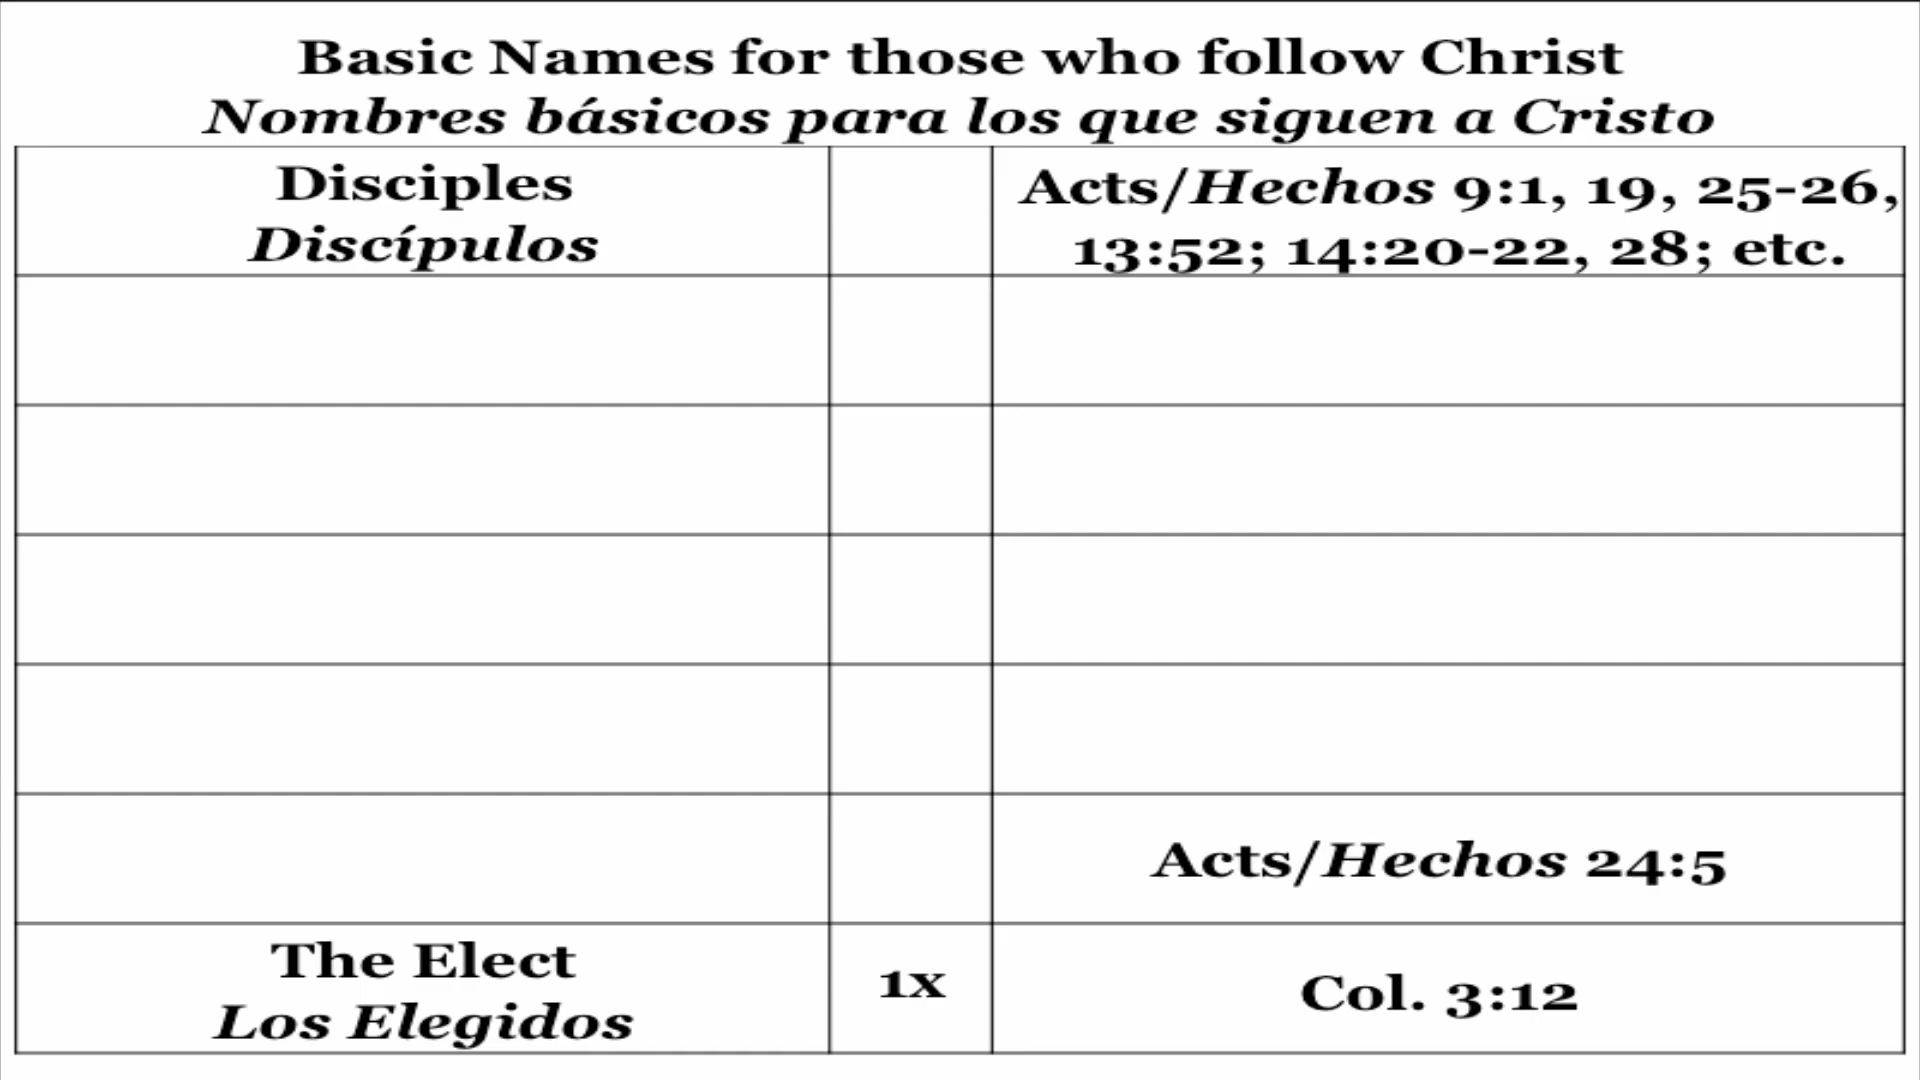 Basic Names for those who follow Christ
Nombres básicos para los que siguen a Cristo
Disciples
Discípulos
Acts/Hechos 9:1, 19, 25-26,
13:52; 14:20-22, 28; etc.
Acts/Hechos 24:5
The Elect
Los Elegidos
1x
Col. 3:12